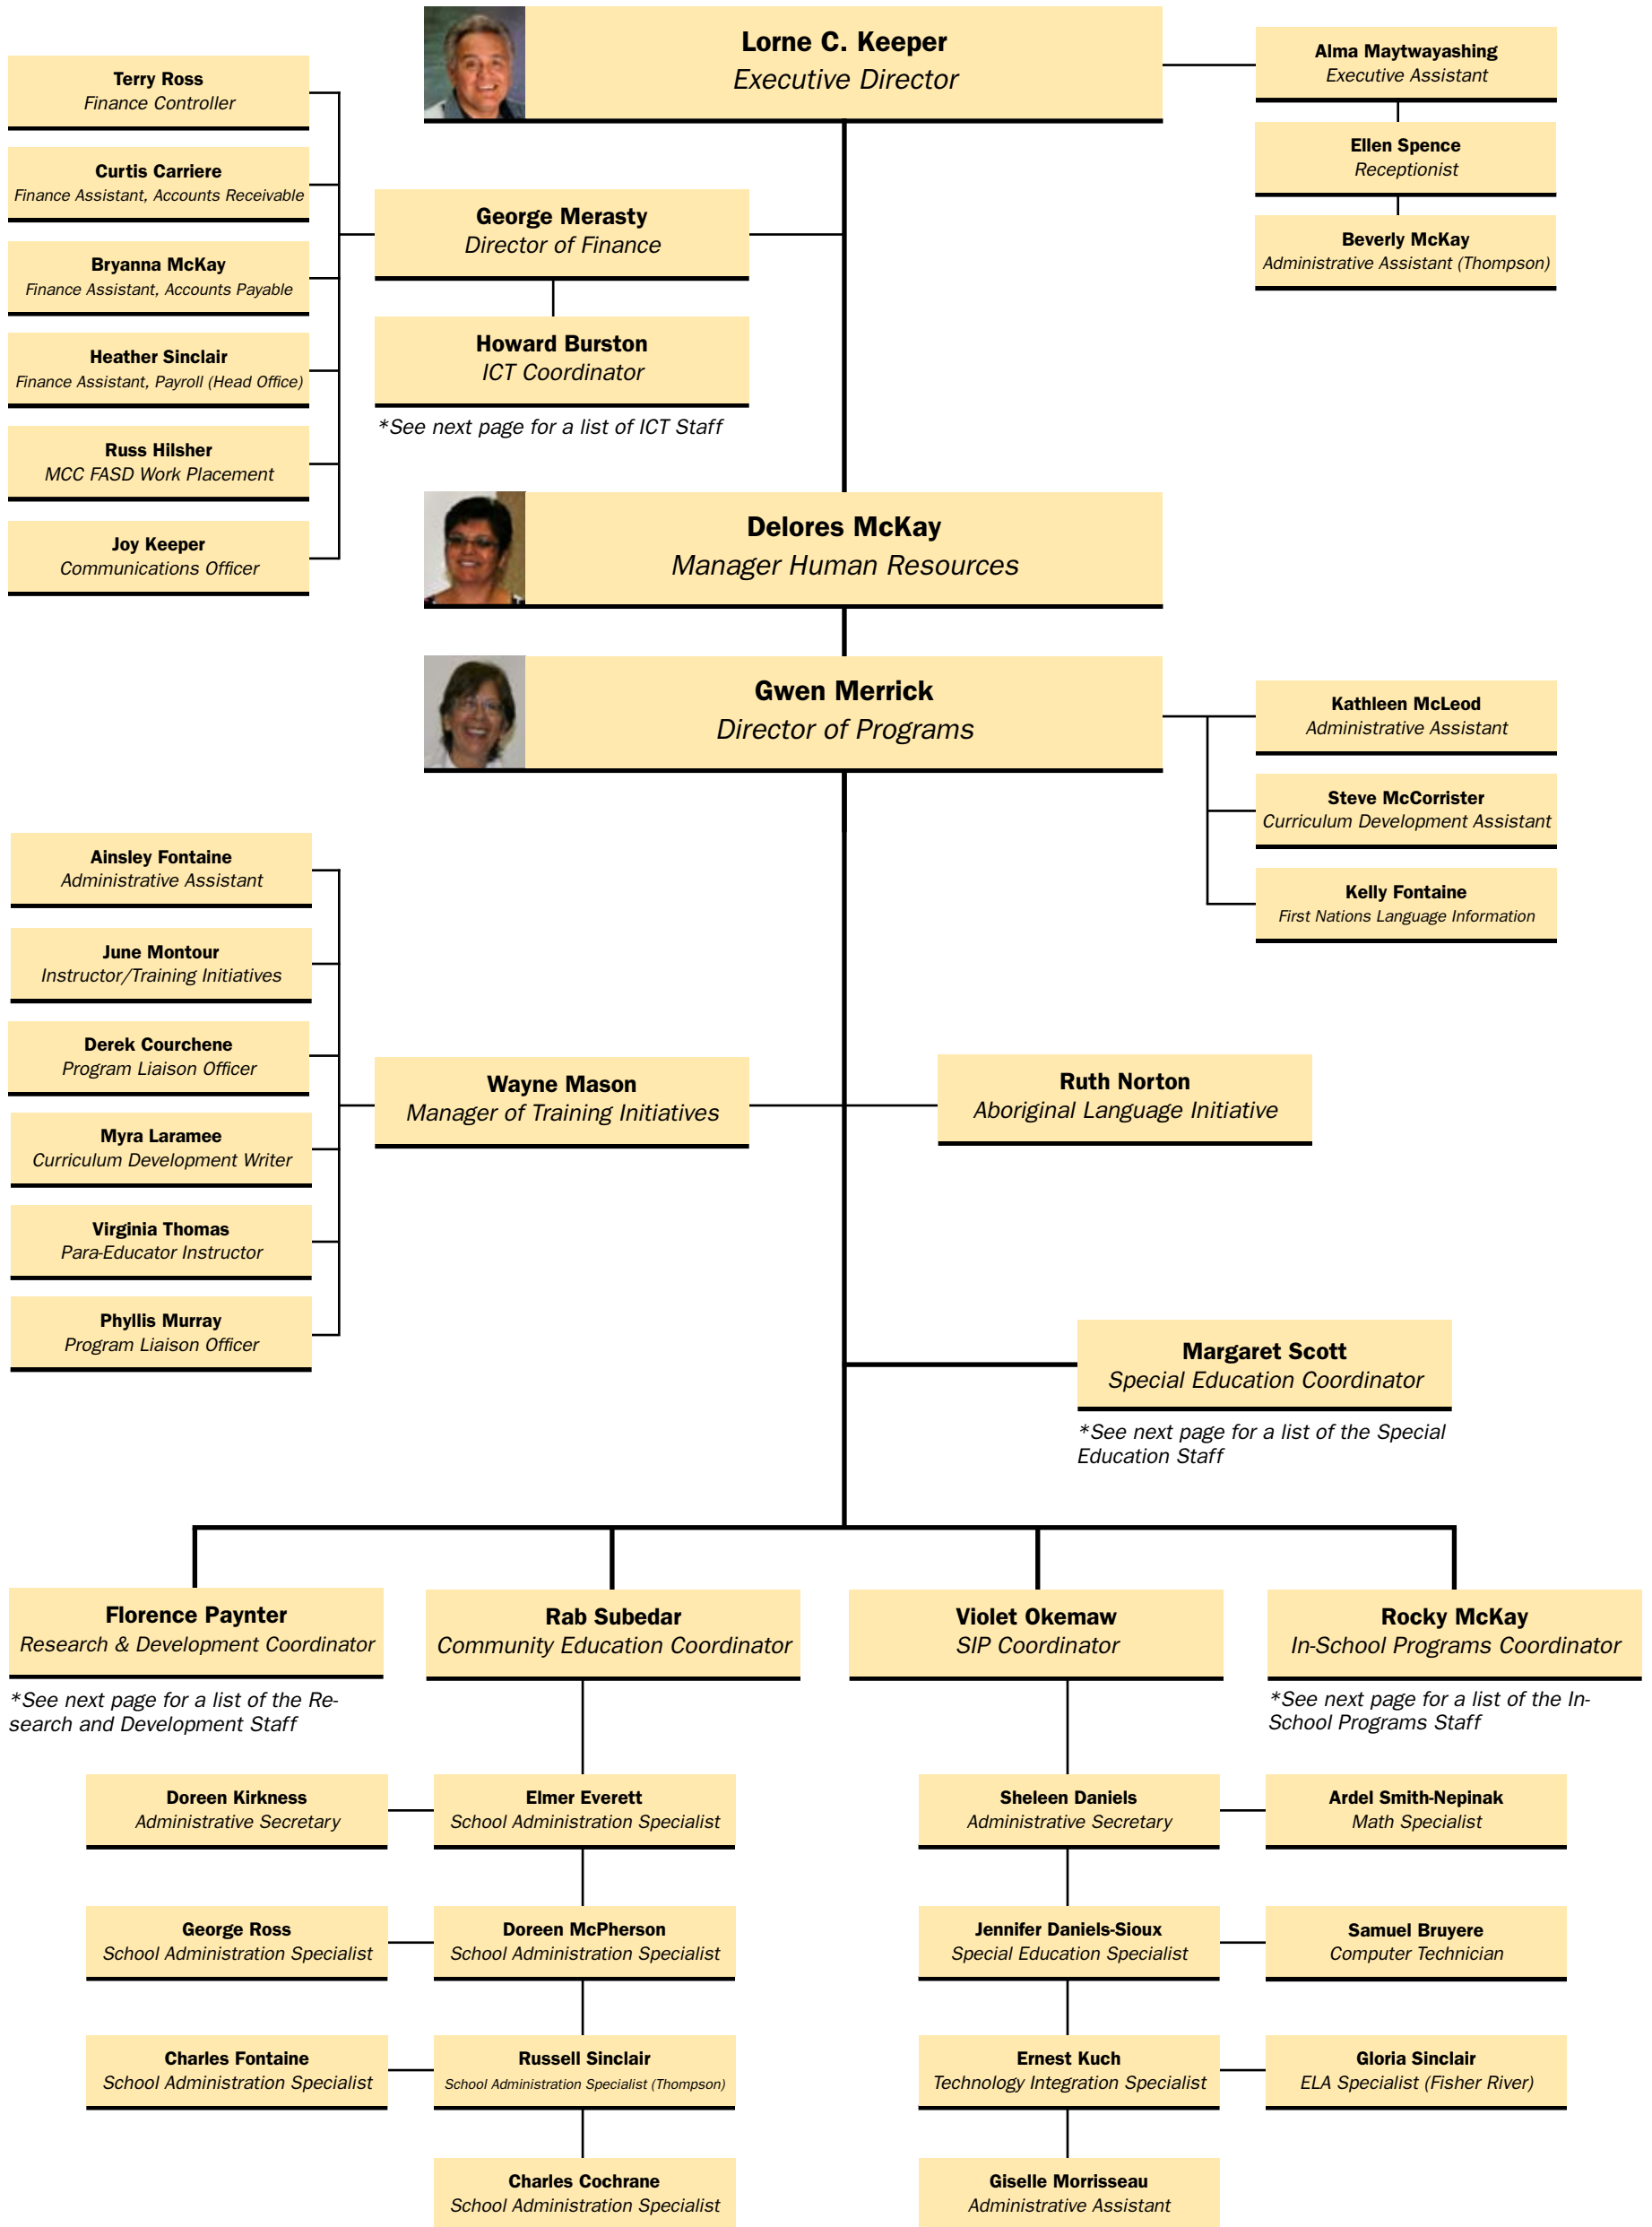 Lorne C. Keeper
Executive Director
Alma Maytwayashing
Executive Assistant
Ellen Spence
Receptionist
Beverly McKay
Administrative Assistant (Thompson)
Terry Ross
Finance Controller
Curtis Carriere
Finance Assistant, Accounts Receivable
Bryanna McKay
Finance Assistant, Accounts Payable
Heather Sinclair
Finance Assistant, Payroll (Head Office)
Russ Hilsher
MCC FASD Work Placement
Joy Keeper
Communications Officer
George Merasty
Director of Finance
Howard Burston
ICT Coordinator
*See next page for a list of ICT Staff
Delores McKay
Manager Human Resources
Gwen Merrick
Director of Programs
Kathleen McLeod
Administrative Assistant
Steve McCorrister
Curriculum Development Assistant
Kelly Fontaine
First Nations Language Information
Ainsley Fontaine
Administrative Assistant
June Montour
Instructor/Training Initiatives
Derek Courchene
Program Liaison Officer
Myra Laramee
Curriculum Development Writer
Virginia Thomas
Para-Educator Instructor
Phyllis Murray
Program Liaison Officer
Wayne Mason
Manager of Training Initiatives
Ruth Norton
Aboriginal Language Initiative
Margaret Scott
Special Education Coordinator
*See next page for a list of the Special
Education Staff
Florence Paynter
Research & Development Coordinator
*See next page for a list of the Re-
search and Development Staff
Rab Subedar
Community Education Coordinator
Violet Okemaw
SIP Coordinator
Rocky McKay
In-School Programs Coordinator
*See next page for a list of the In-
School Programs Staff
Doreen Kirkness
Administrative Secretary
Elmer Everett
School Administration Specialist
Sheleen Daniels
Administrative Secretary
Ardel Smith-Nepinak
Math Specialist
George Ross
School Administration Specialist
Doreen McPherson
School Administration Specialist
Jennifer Daniels-Sioux
Special Education Specialist
Samuel Bruyere
Computer Technician
Charles Fontaine
School Administration Specialist
Russell Sinclair
School Administration Specialist (Thompson)
Ernest Kuch
Technology Integration Specialist
Gloria Sinclair
ELA Specialist (Fisher River)
Charles Cochrane
School Administration Specialist
Giselle Morrisseau
Administrative Assistant